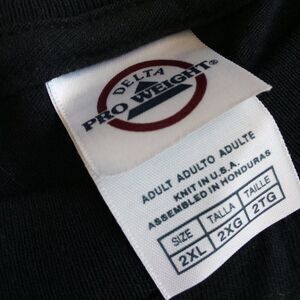 DELTA
PRO WEIGHT®
ADULT ADULTO ADULTE
KNIT IN U.S.A.
ASSEMBLED IN HONDURAS
SIZE TALLA TAILLE
2XL 2XG 2TG